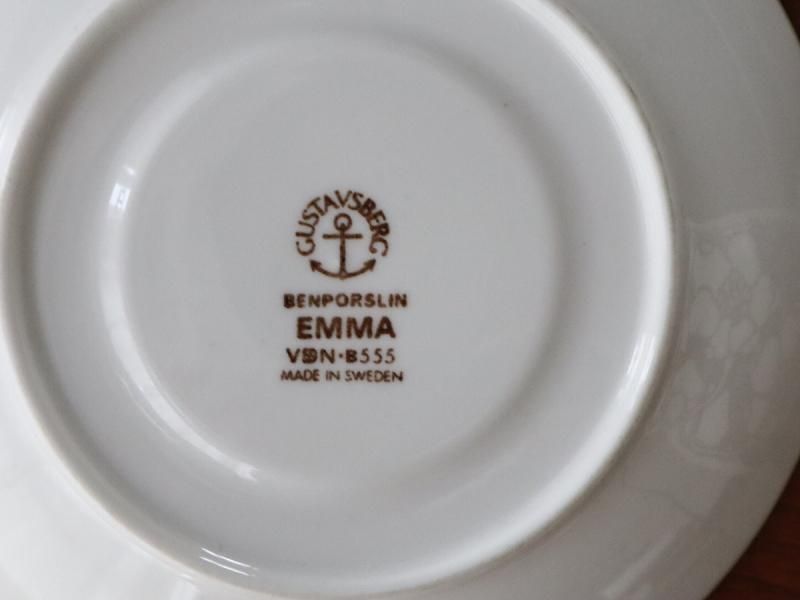 GUSTAVSBERG
BENPORSLIN
EMMA
VDN·B555
MADE IN SWEDEN